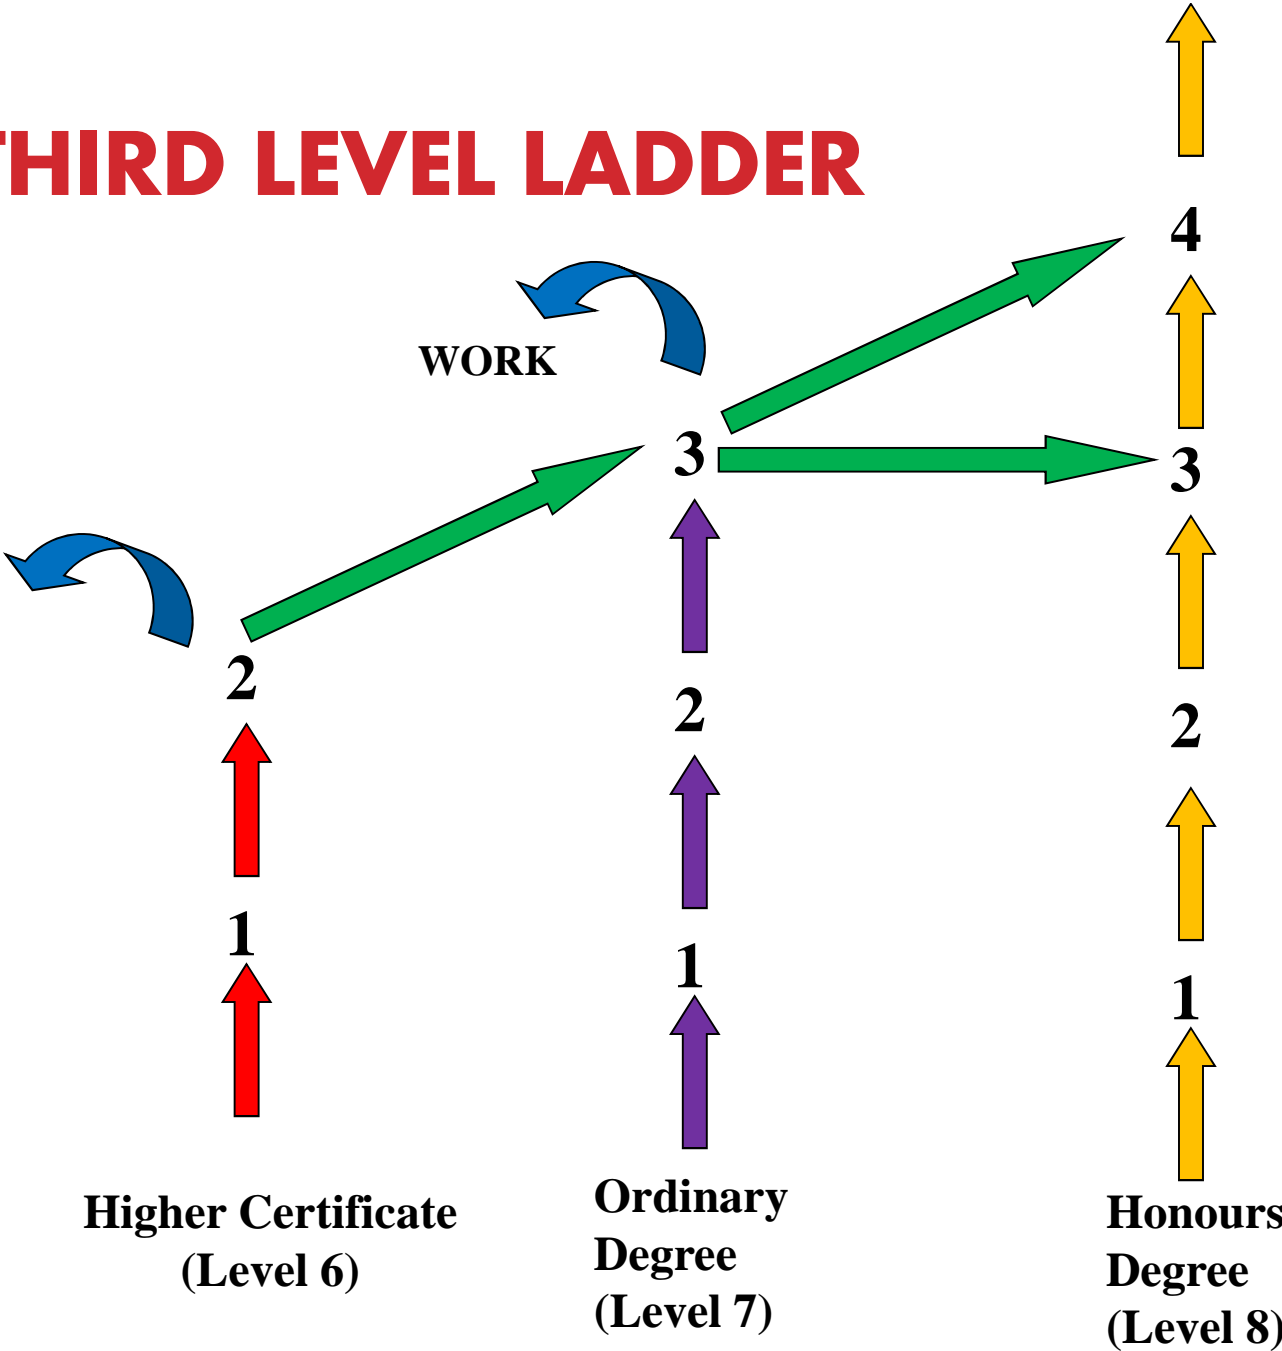 THIRD LEVEL LADDER
4
WORK
3
3
2
2
2
1
1
1
Higher Certificate
(Level 6)
Ordinary
Degree
(Level 7)
Honours
Degree
(Level 8)